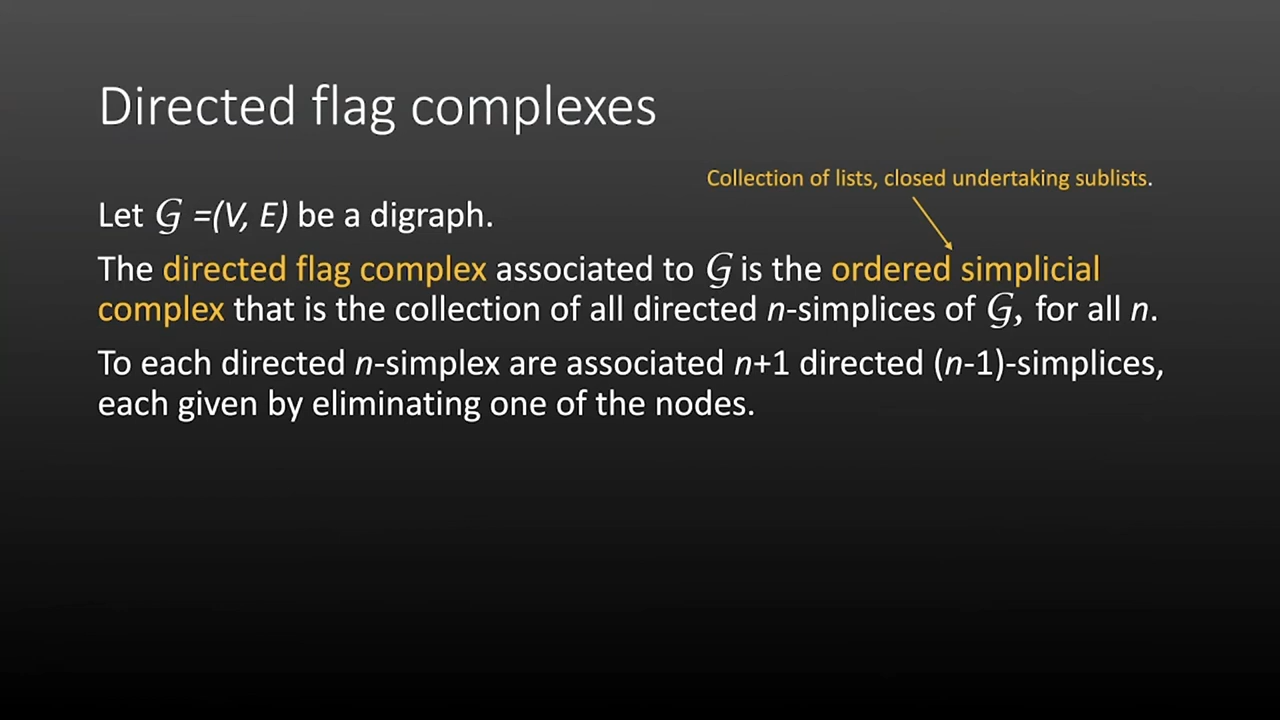 Directed flag complexes
Collection of lists, closed undertaking sublists.
Let 𝒢 =(V, E) be a digraph.
The directed flag complex associated to 𝒢 is the ordered simplicial
complex that is the collection of all directed n-simplices of 𝒢, for all n.
To each directed n-simplex are associated n+1 directed (n-1)-simplices,
each given by eliminating one of the nodes.